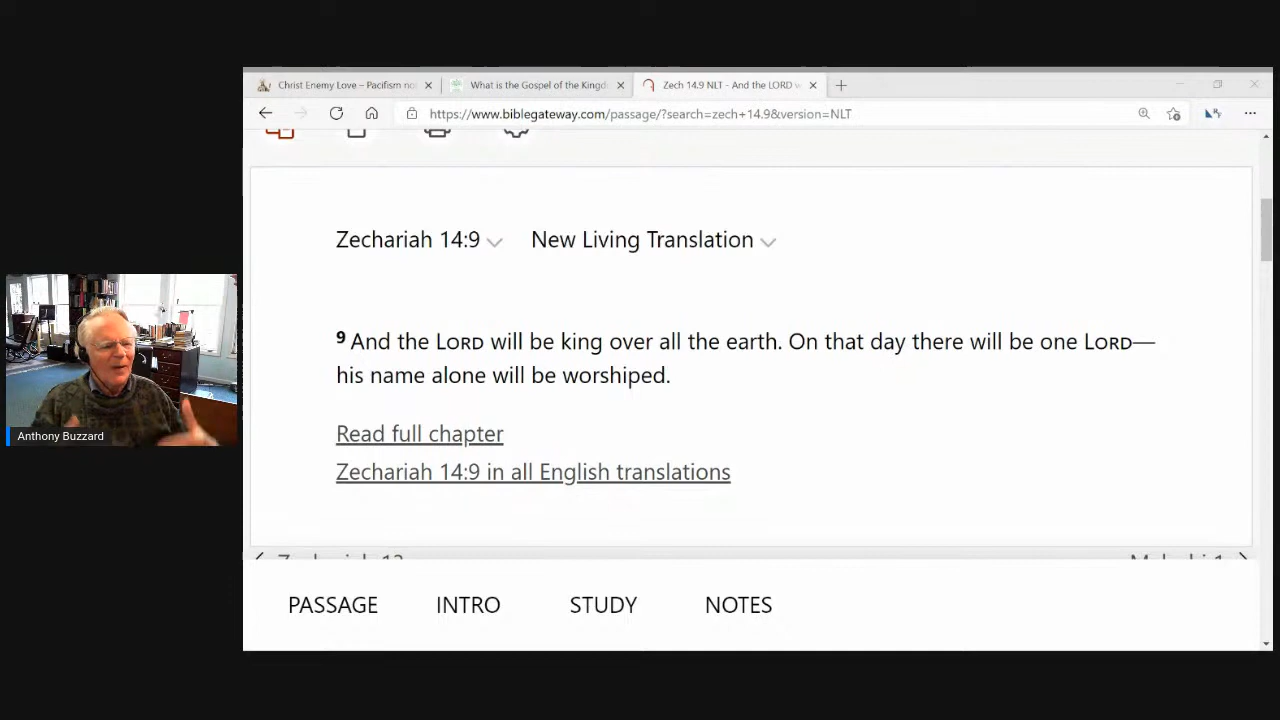 Christ Enemy Love – Pacifism no
What is the Gospel of the Kingd
Zech 14.9 NLT - And the LORD w
https://www.biblegateway.com/passage/?search=zech+14.9&version=NLT
Zechariah 14:9
New Living Translation
9 And the LORD will be king over all the earth. On that day there will be one LORD—
his name alone will be worshiped.
Read full chapter
Zechariah 14:9 in all English translations
Anthony Buzzard
PASSAGE INTRO STUDY NOTES